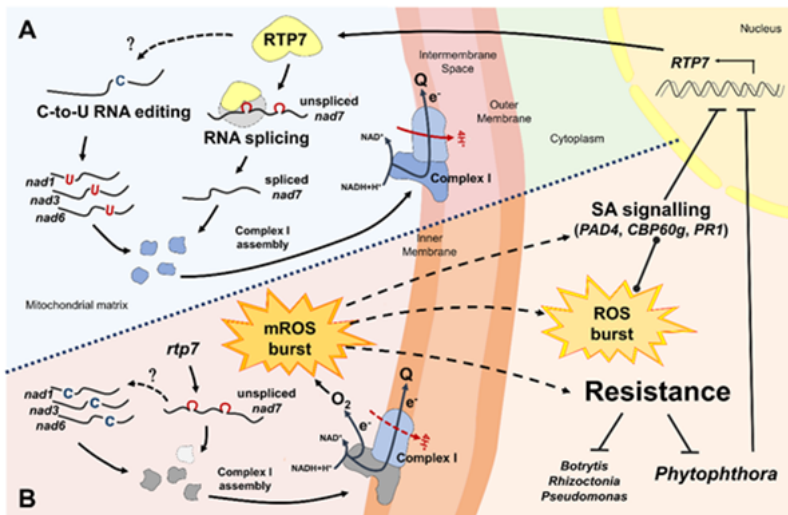 A
?
RTP7
C-to-U RNA editing
C
unspliced
nad7
RNA splicing
nad1
U
nad3
U
nad6
U
spliced
nad7
Complex I
assembly
Mitochondrial matrix
Intermembrane
Space
Outer
Membrane
Cytoplasm
Nucleus
RTP7
Q
e-
NAD+
4H+
NADH+H+
Complex I
Inner
Membrane
SA signalling
(PAD4, CBP60g, PR1)
mROS
burst
ROS
burst
Resistance
Botrytis
Rhizoctonia
Pseudomonas
Phytophthora
rtp7
?
nad1
C
nad3
C
nad6
C
unspliced
nad7
O2
Q
e-
e-
NAD+
4H+
NADH+H+
Complex I
Complex I
assembly
B